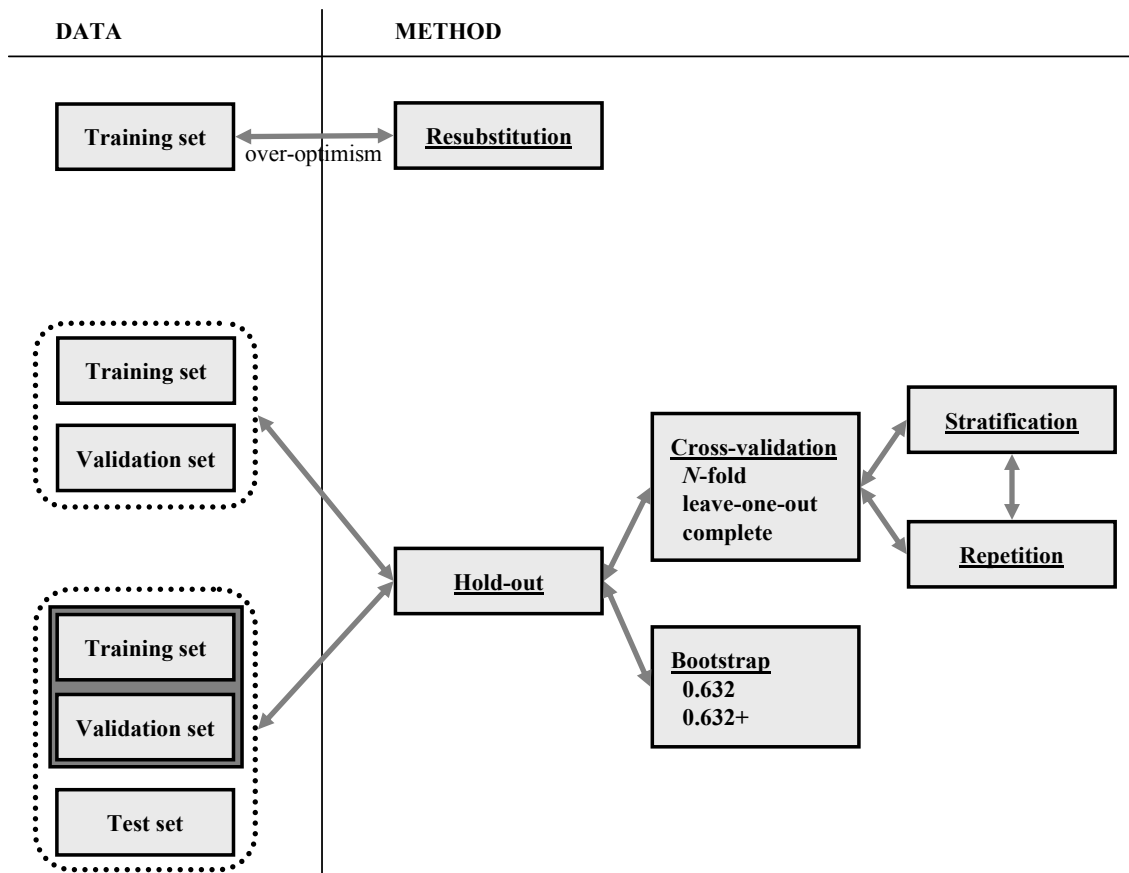 DATA
METHOD
Training set
over-optimism
Resubstitution
Training set
Validation set
Training set
Validation set
Test set
Hold-out
Cross-validation
N-fold
leave-one-out
complete
Bootstrap
0.632
0.632+
Stratification
Repetition